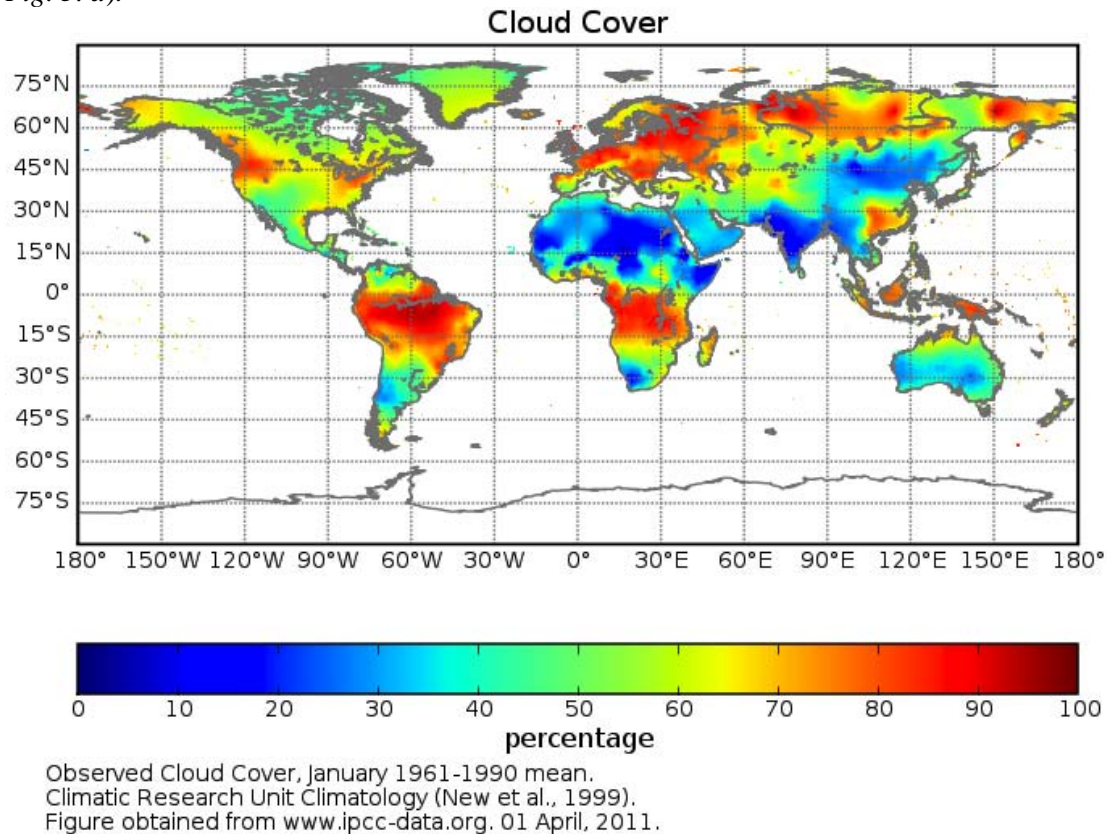 Fig. 3. a).
Cloud Cover
75°N
60°N
45°N
30°N
15°N
0°
15°S
30°S
45°S
60°S
75°S
180° 150°W 120°W 90°W 60°W 30°W 0° 30°E 60°E 90°E 120°E 150°E 180°
0 10 20 30 40 50 60 70 80 90 100
percentage
Observed Cloud Cover, January 1961-1990 mean.
Climatic Research Unit Climatology (New et al., 1999).
Figure obtained from www.ipcc-data.org. 01 April, 2011.